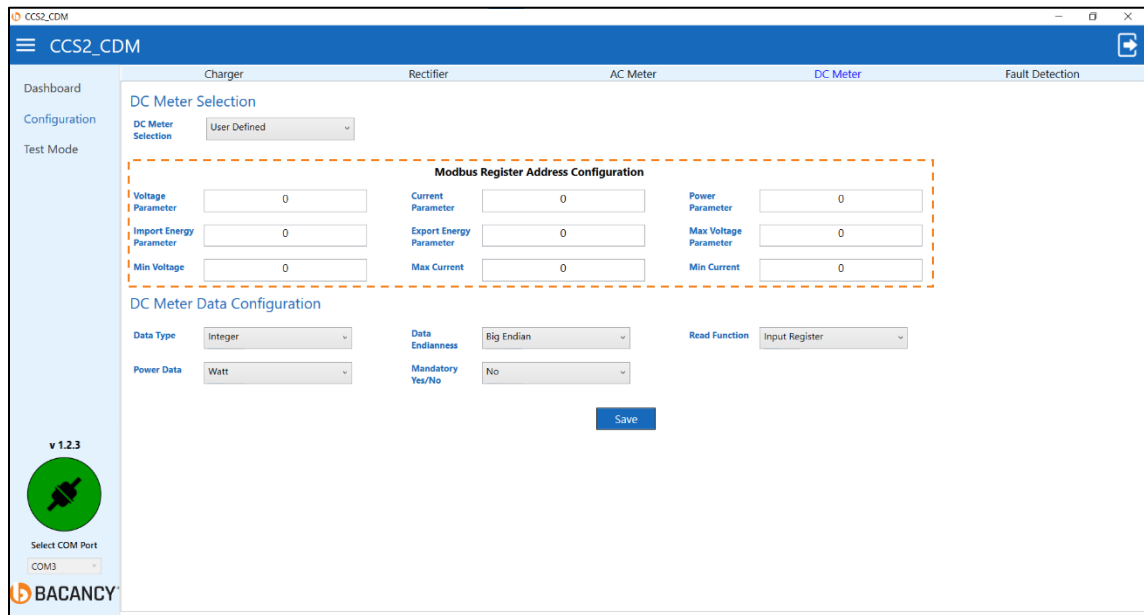 CCS2_CDM
CCS2_CDM
Charger Rectifier AC Meter DC Meter Fault Detection
Dashboard
Configuration
Test Mode
DC Meter Selection
DC Meter
Selection
User Defined
Modbus Register Address Configuration
Voltage
Parameter
0
Current
Parameter
0
Power
Parameter
0
Import Energy
Parameter
0
Export Energy
Parameter
0
Max Voltage
Parameter
0
Min Voltage 0 Max Current 0 Min Current 0
DC Meter Data Configuration
Data Type Integer
Data
Endianness
Big Endian
Read Function Input Register
Power Data Watt
Mandatory
Yes/No
No
Save
v 1.2.3
Select COM Port
COM3
BACANCY